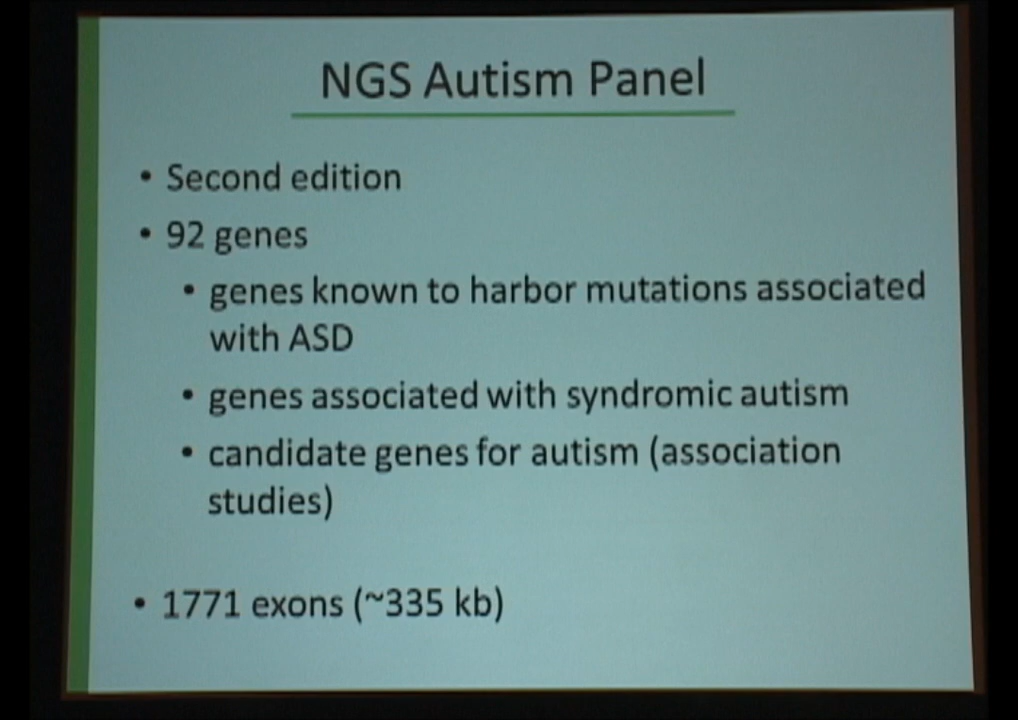 NGS Autism Panel
• Second edition
• 92 genes
• genes known to harbor mutations associated
with ASD
• genes associated with syndromic autism
• candidate genes for autism (association
studies)
• 1771 exons (~335 kb)